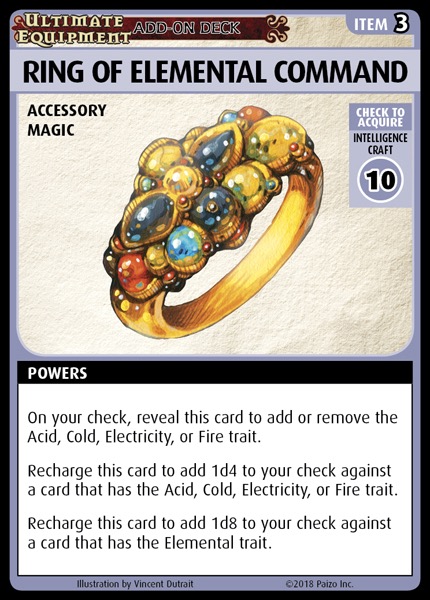 ULTIMATE EQUIPMENT ADD-ON DECK ITEM 3
RING OF ELEMENTAL COMMAND
ACCESSORY
MAGIC
CHECK TO
ACQUIRE
INTELLIGENCE
CRAFT
10
POWERS
On your check, reveal this card to add or remove the
Acid, Cold, Electricity, or Fire trait.
Recharge this card to add 1d4 to your check against
a card that has the Acid, Cold, Electricity, or Fire trait.
Recharge this card to add 1d8 to your check against
a card that has the Elemental trait.
Illustration by Vincent Dutrait ©2018 Paizo Inc.